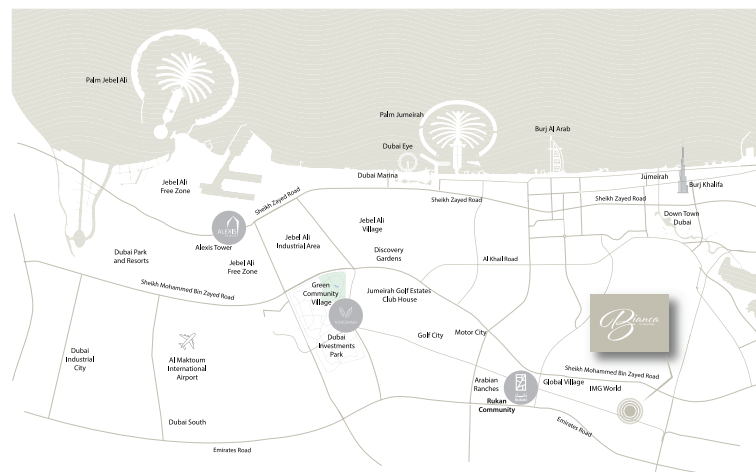 Palm Jebel Ali
Palm Jumeirah
Burj Al Arab
Dubai Eye
Dubai Marina
Jumeirah
Burj Khalifa
Jebel Ali
Free Zone
Sheikh Zayed Road
Sheikh Zayed Road
Sheikh Zayed Road
Down Town
Dubai
ALEXIS
Alexis Tower
Jebel Ali
Village
Jebel Ali
Industrial Area
Dubai Park
and Resorts
Jebel Ali
Free Zone
Discovery
Gardens
Al Khail Road
Sheikh Mohammed Bin Zayed Road
Green
Community
Village
Jumeirah Golf Estates
Club House
Bianca
Dubai
Investments
Park
Golf City
Motor City
Dubai
Industrial
City
Al Maktoum
International
Airport
Sheikh Mohammed Bin Zayed Road
Arabian
Ranches
Global Village
IMG World
Rukan
Community
Dubai South
Emirates Road
Emirates Road